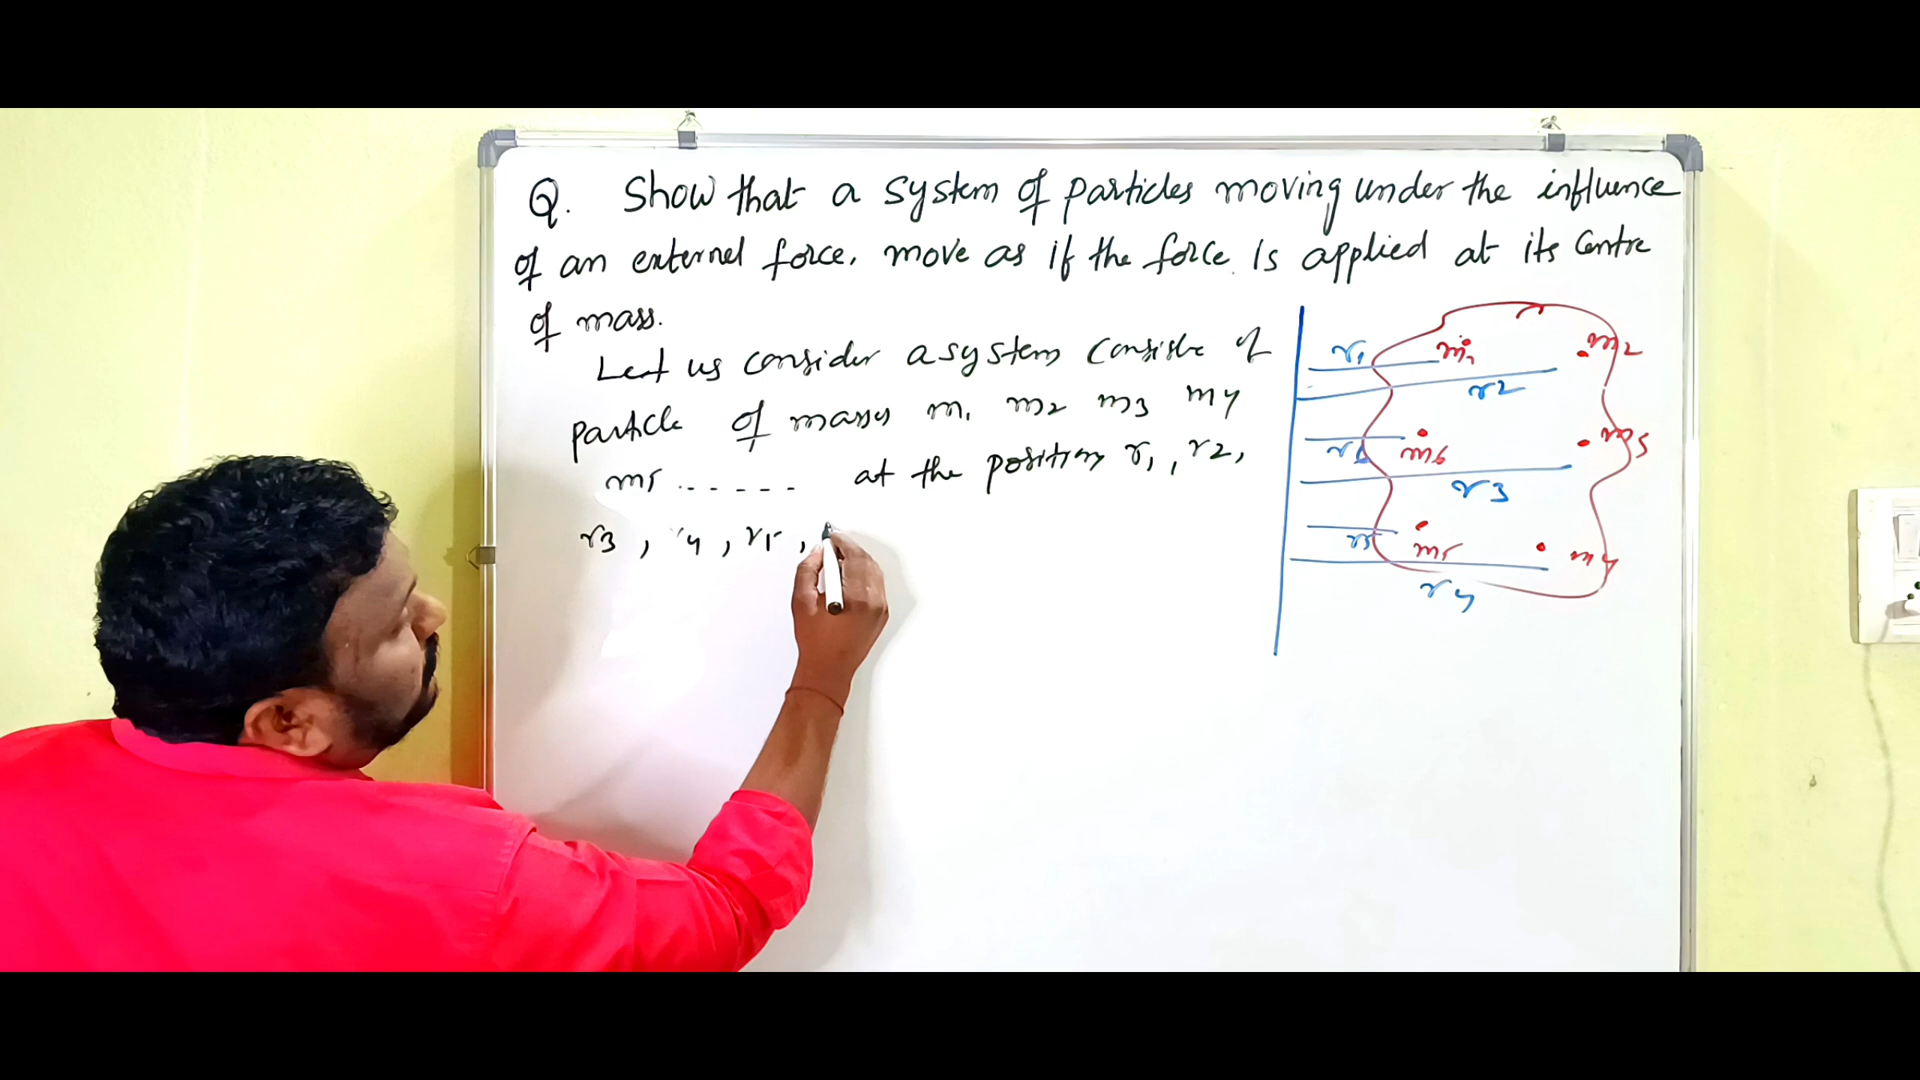 Q. Show that a system of particles moving under the influence
of an external force, move as if the force is applied at its Centre
of mass.
Let us consider a system consiste of
particle of masses m1 m2 m3 m4
m5 ..... at the positions r1, r2,
r3, r4, r5,
r1 m1 m2
r2
m6 m3
r3
r5 m5 m4
r4